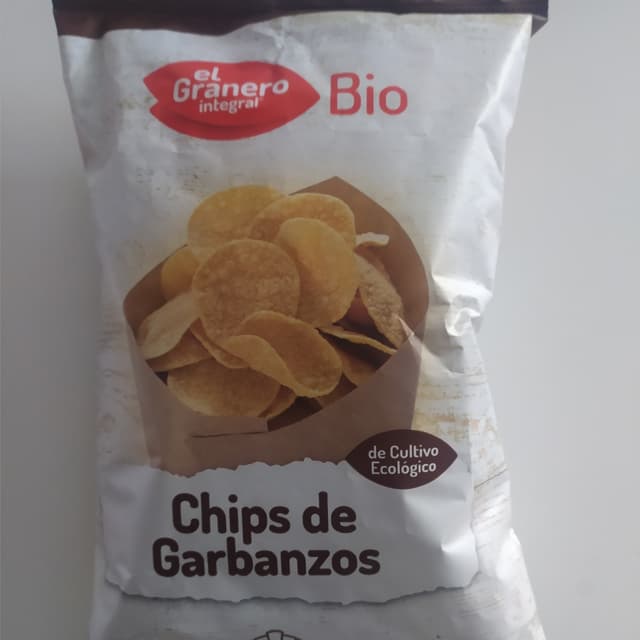 el
Granero
integral®
Bio
de Cultivo
Ecológico
Chips de
Garbanzos